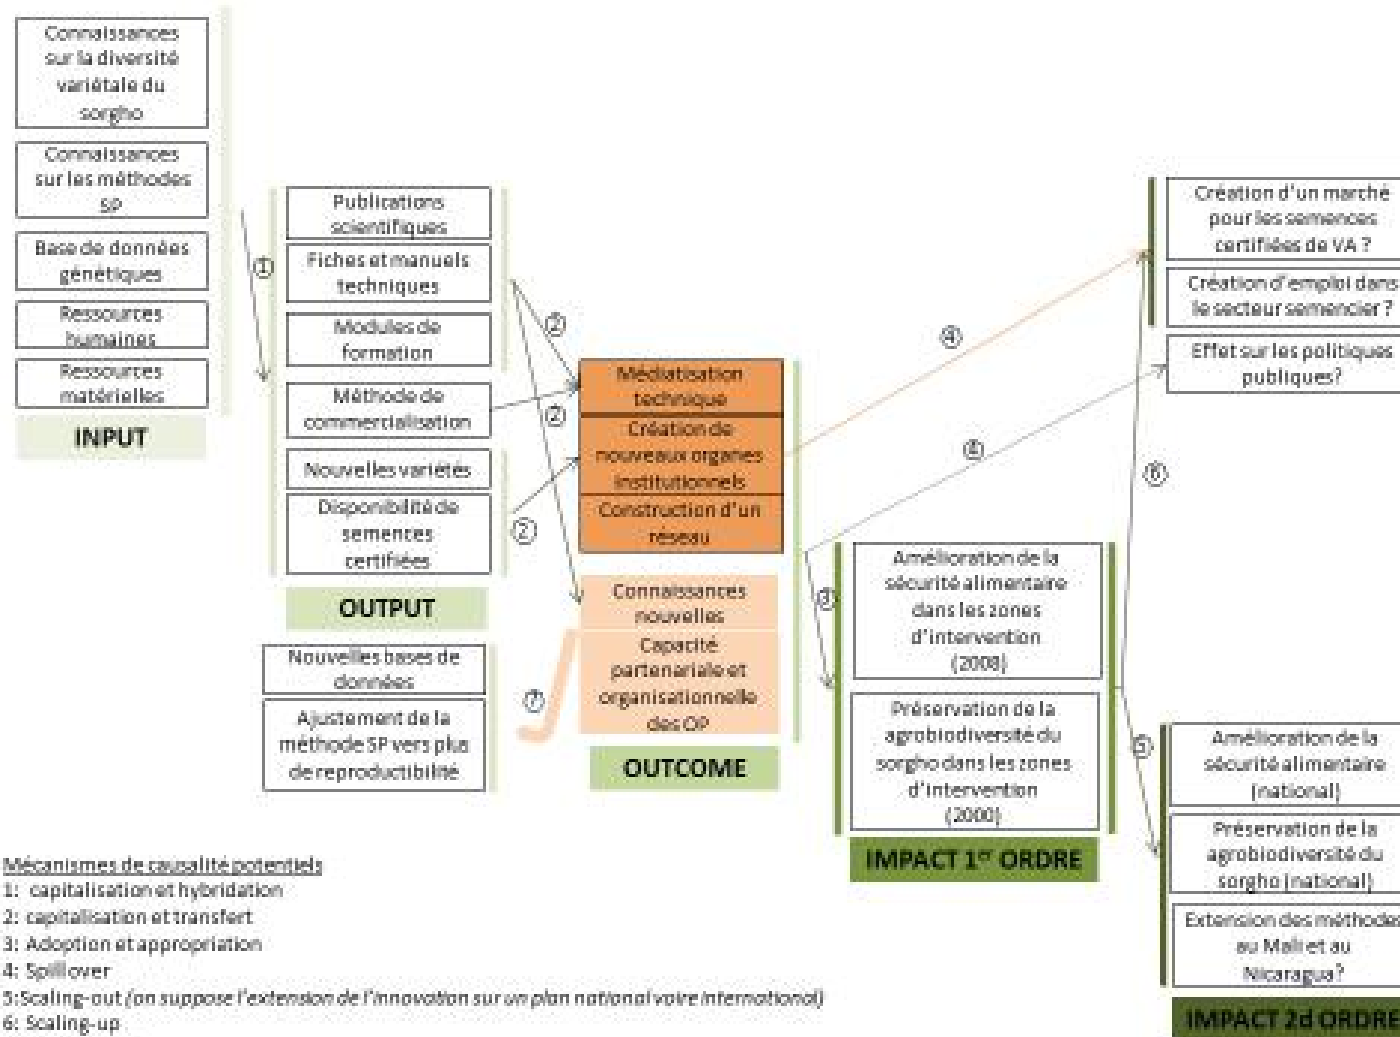 Connaissances
sur la diversité
variétale du
sorgho
Connaissances
sur les méthodes
SP
Base de données
génétiques
Ressources
humaines
Ressources
matérielles
INPUT
1
Publications
scientifiques
Fiches et manuels
techniques
Modules de
formation
Méthode de
commercialisation
Nouvelles variétés
Disponibilité de
semences
certifiées
OUTPUT
Nouvelles bases de
données
Ajustement de la
méthode SP vers plus
de reproductibilité
2
2
2
7
Médiatisation
technique
Création de
nouveaux organes
institutionnels
Construction d'un
réseau
Connaissances
nouvelles
Capacité
partenariale et
organisationnelle
des OP
OUTCOME
4
4
3
Amélioration de la
sécurité alimentaire
dans les zones
d'intervention
(2008)
Préservation de la
agrobiodiversité du
sorgho dans les zones
d'intervention
(2000)
IMPACT 1er ORDRE
6
5
Création d'un marché
pour les semences
certifiées de VA ?
Création d'emploi dans
le secteur semencier ?
Effet sur les politiques
publiques?
Amélioration de la
sécurité alimentaire
(national)
Préservation de la
agrobiodiversité du
sorgho (national)
Extension des méthodes
au Mali et au
Nicaragua?
IMPACT 2d ORDRE
Mécanismes de causalité potentiels
1: capitalisation et hybridation
2: capitalisation et transfert
3: Adoption et appropriation
4: Spillover
5:Scaling-out (on suppose l'extension de l'innovation sur un plan national voire international)
6: Scaling-up